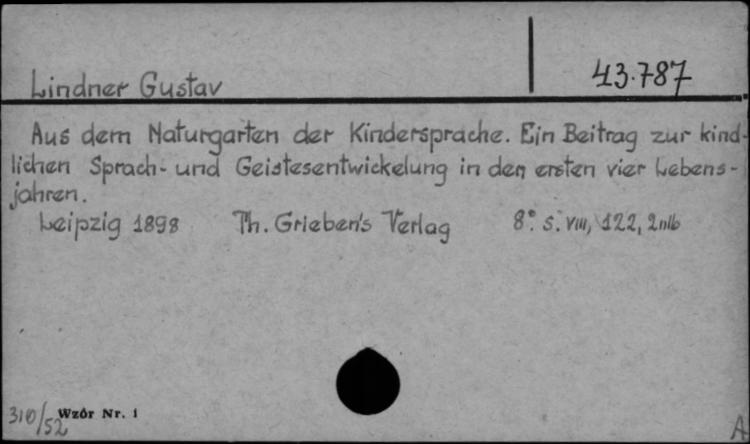 Lindner Gustav 43.787
Aus dem Naturgarten der Kindersprache. Ein Beitrag zur kind-
lichen Sprach- und Geistesentwickelung in den ersten vier Lebens-
jahren.
Leipzig 1898 Th. Grieben's Verlag 8° S. VIII, 122, 2nlb
310/52 Wzór Nr. 1 A